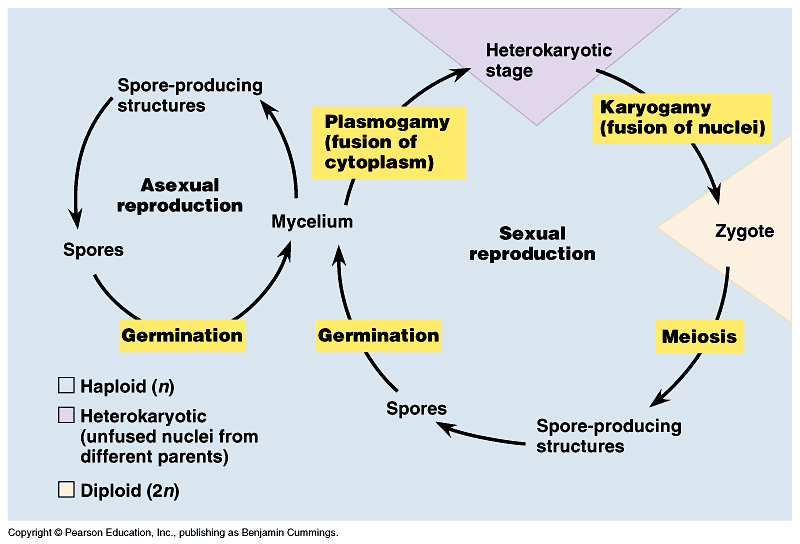 Heterokaryotic
stage
Spore-producing
structures
Plasmogamy
(fusion of
cytoplasm)
Karyogamy
(fusion of nuclei)
Asexual
reproduction
Mycelium
Spores
Sexual
reproduction
Zygote
Germination
Germination
Meiosis
Haploid (n)
Spores
Heterokaryotic
(unfused nuclei from
different parents)
Spore-producing
structures
Diploid (2n)
Copyright © Pearson Education, Inc., publishing as Benjamin Cummings.